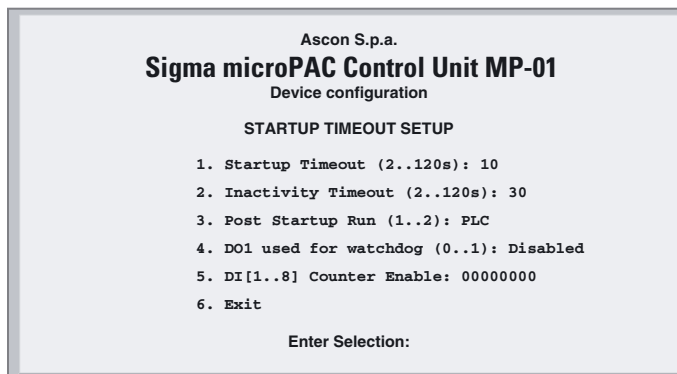 Ascon S.p.a.
Sigma microPAC Control Unit MP-01
Device configuration
STARTUP TIMEOUT SETUP
1. Startup Timeout (2..120s): 10
2. Inactivity Timeout (2..120s): 30
3. Post Startup Run (1..2): PLC
4. DO1 used for watchdog (0..1): Disabled
5. DI[1..8] Counter Enable: 00000000
6. Exit
Enter Selection: